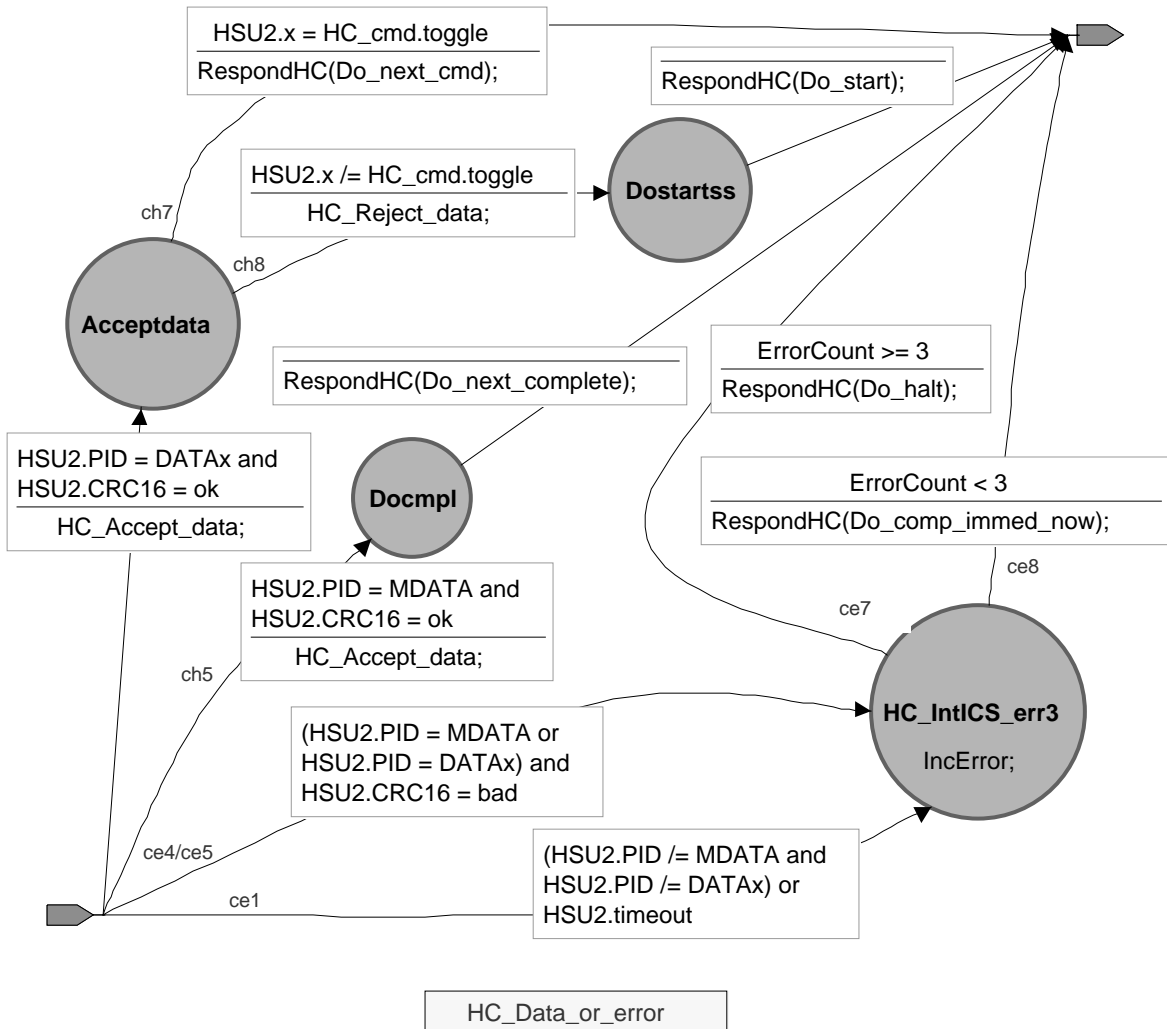 HSU2.x = HC_cmd.toggle
RespondHC(Do_next_cmd);
RespondHC(Do_start);
HSU2.x /= HC_cmd.toggle
HC_Reject_data;
Dostartss
ch7
ch8
Acceptdata
ErrorCount >= 3
RespondHC(Do_halt);
RespondHC(Do_next_complete);
HSU2.PID = DATAx and
HSU2.CRC16 = ok
HC_Accept_data;
Docmpl
ErrorCount < 3
RespondHC(Do_comp_immed_now);
ce8
HSU2.PID = MDATA and
HSU2.CRC16 = ok
HC_Accept_data;
ce7
ch5
HC_IntICS_err3
IncError;
(HSU2.PID = MDATA or
HSU2.PID = DATAx) and
HSU2.CRC16 = bad
ce4/ce5
(HSU2.PID /= MDATA and
HSU2.PID /= DATAx) or
HSU2.timeout
ce1
HC_Data_or_error